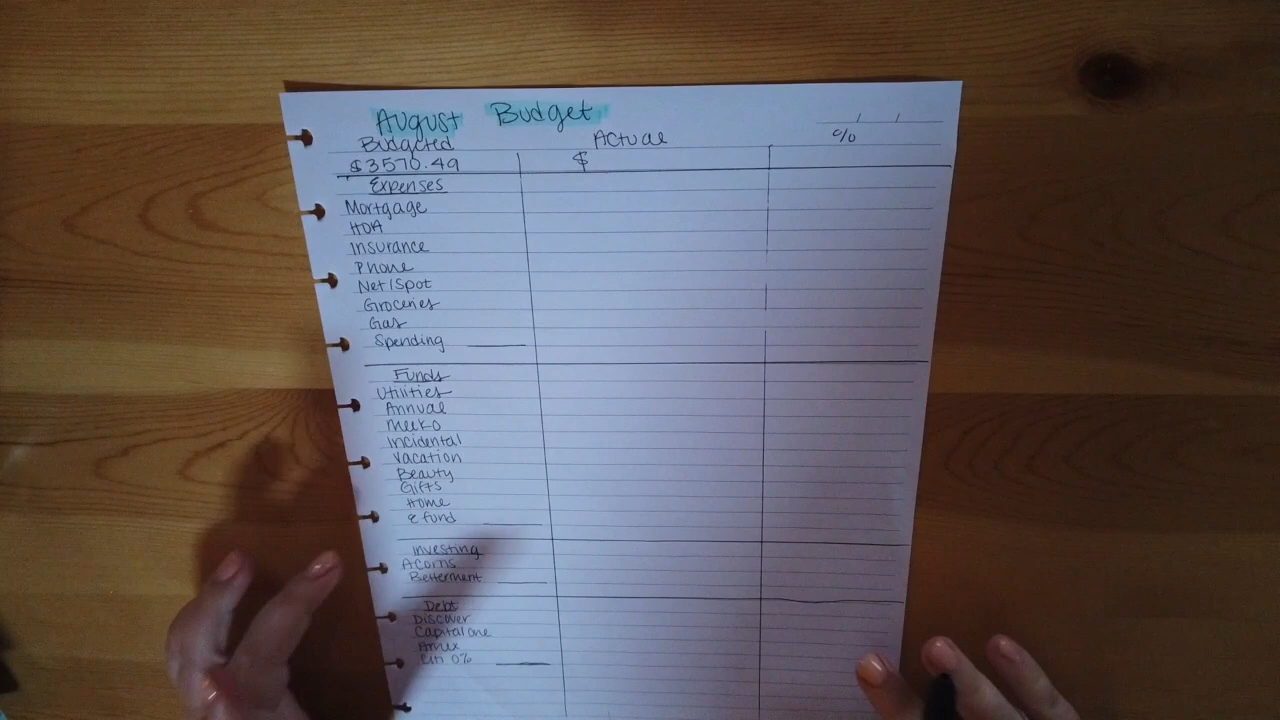 August Budget
Budgeted Actual %
$3570.49 $
Expenses
Mortgage
HOA
Insurance
Phone
Net/Spot
Groceries
Gas
Spending
Funds
Utilities
Annual
Meeko
Incidental
Vacation
Beauty
Gifts
Home
E fund
Investing
Acorns
Betterment
Debt
Discover
Capital one
Amex
0%